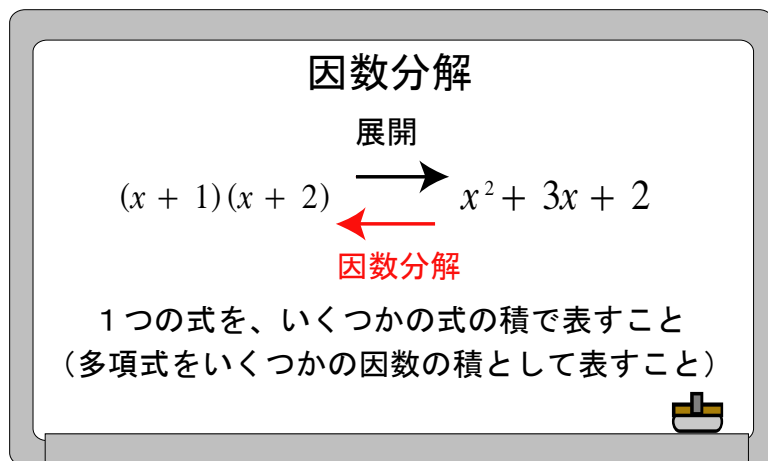 因数分解
展開
(x + 1)(x + 2) → x² + 3x + 2
←
因数分解
１つの式を、いくつかの式の積で表すこと
（多項式をいくつかの因数の積として表すこと）